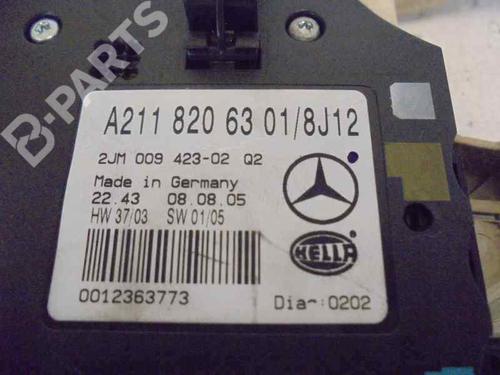 B-PARTS
A211 820 63 01/8J12
2JM 009 423-02 Q2
Made in Germany
22.43 08.08.05
HW 37/03 SW 01/05
HELLA
0012363773
Dia-:0202